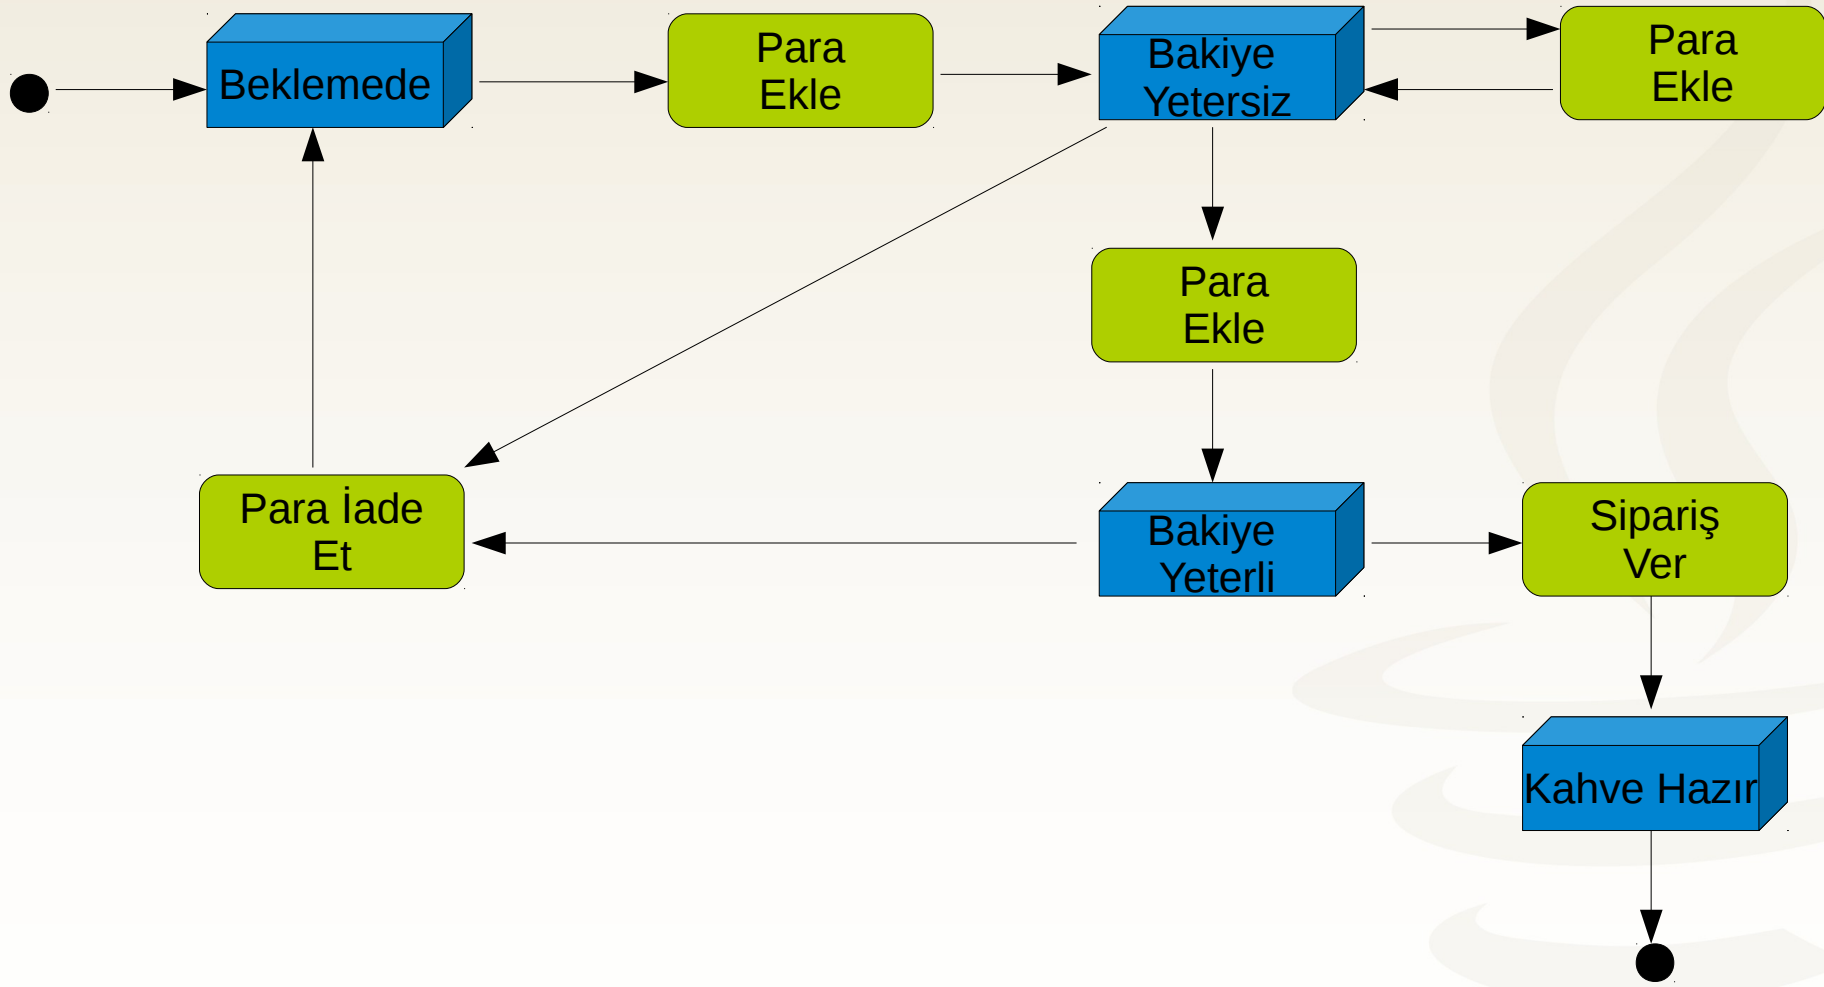 Beklemede
Para
Ekle
Bakiye
Yetersiz
Para
Ekle
Para
Ekle
Para İade
Et
Bakiye
Yeterli
Sipariş
Ver
Kahve Hazır